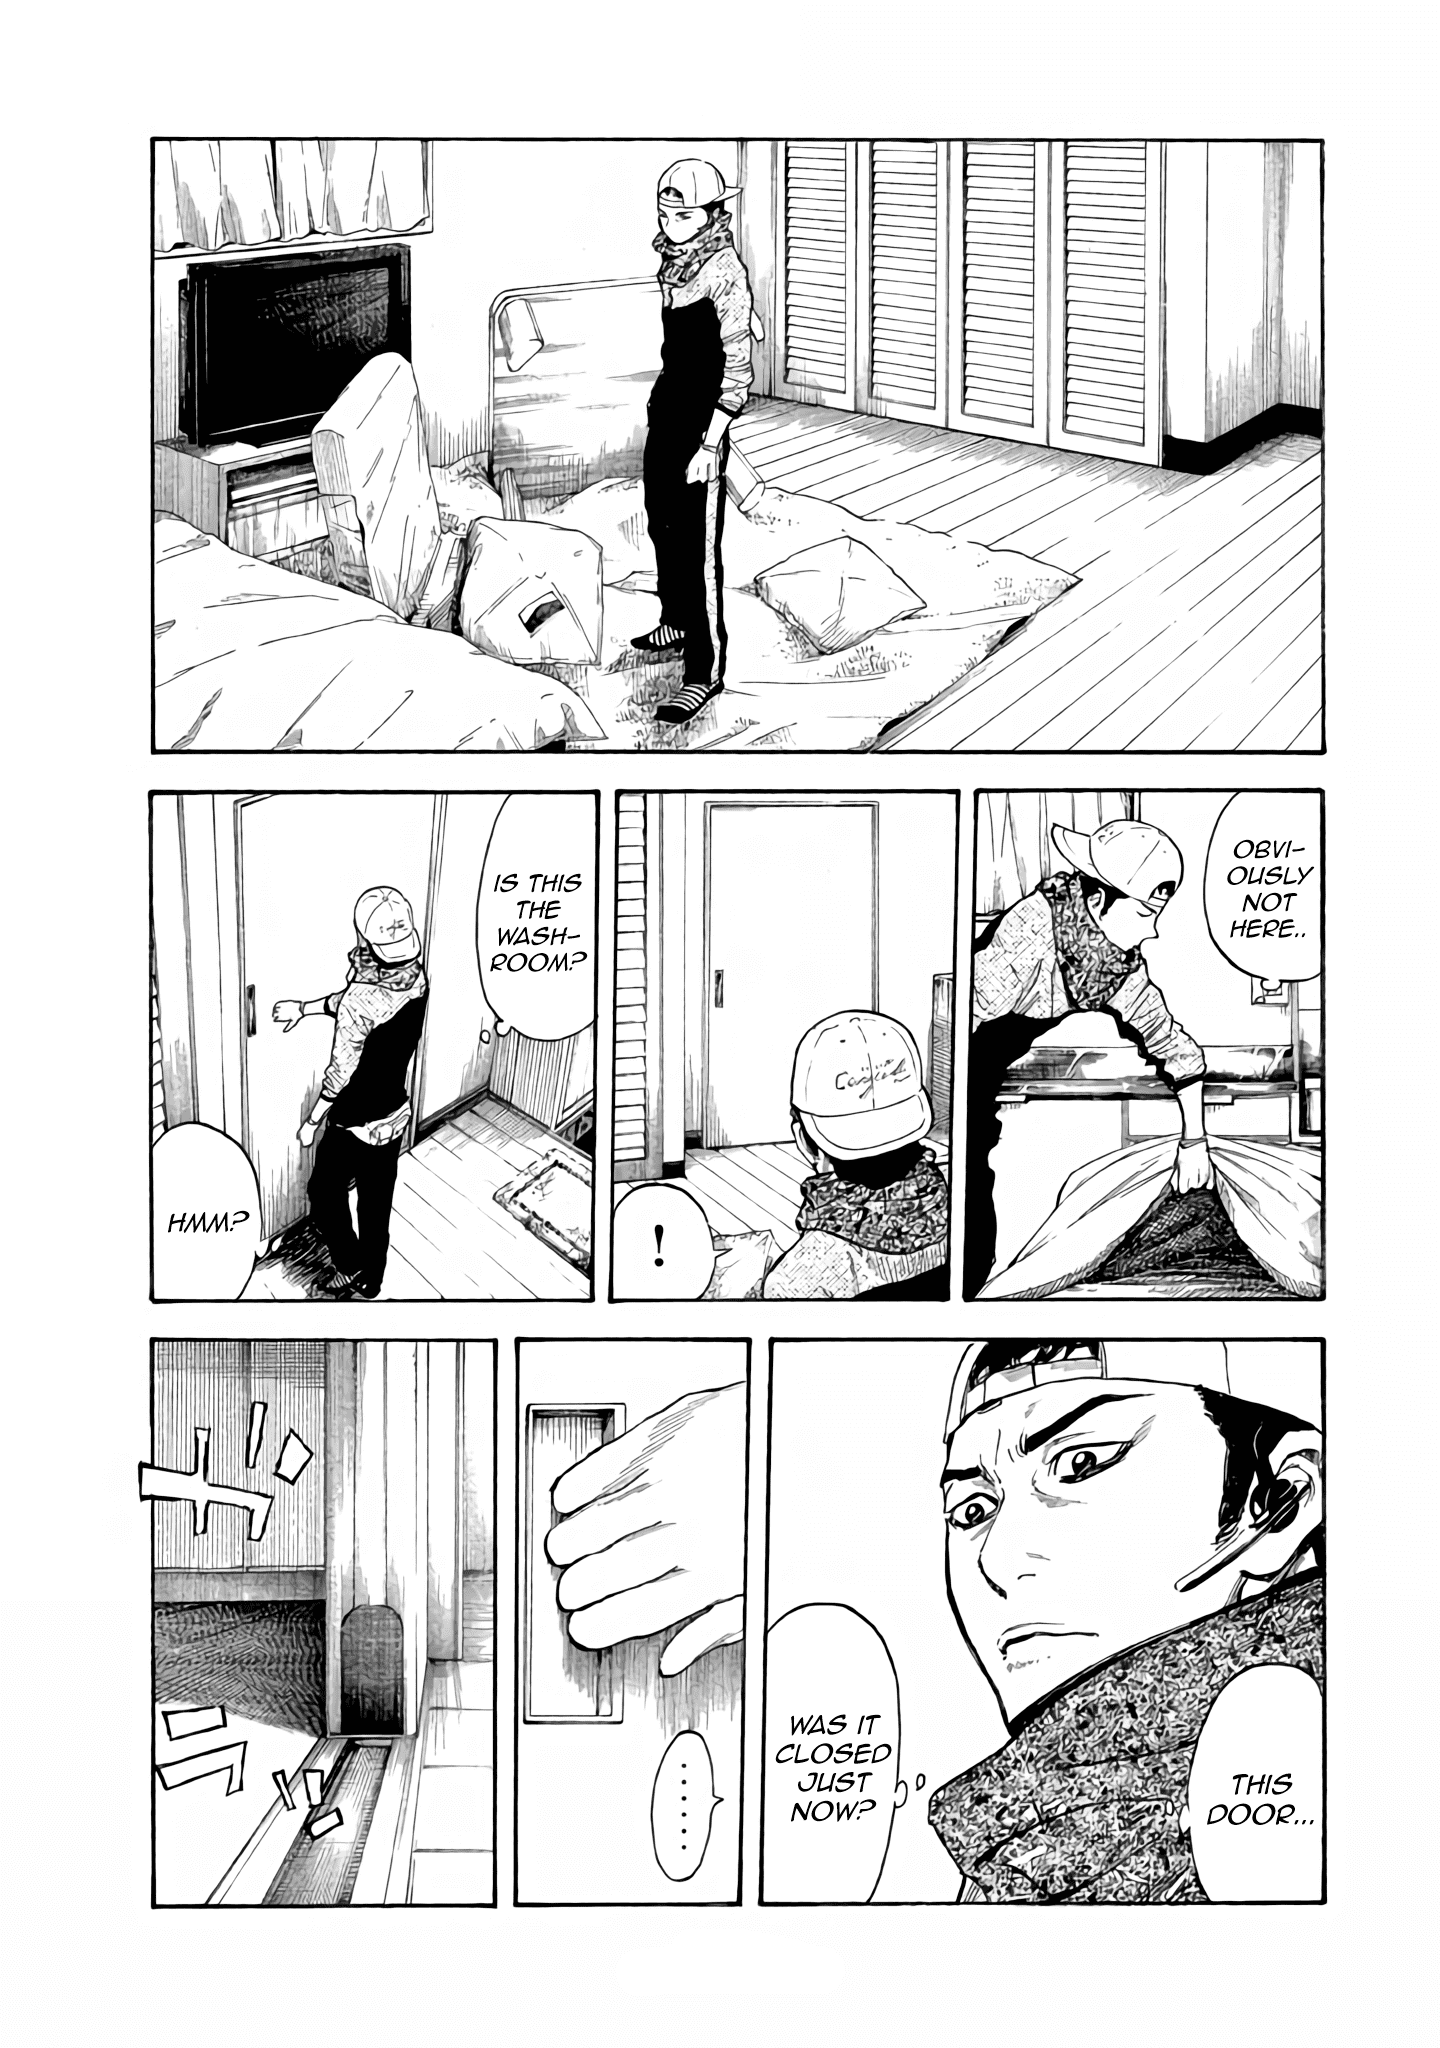 OBVI-
OUSLY
NOT
HERE..
!
IS THIS
THE
WASH-
ROOM?
HMM?
THIS
DOOR...
WAS IT
CLOSED
JUST
NOW?
......